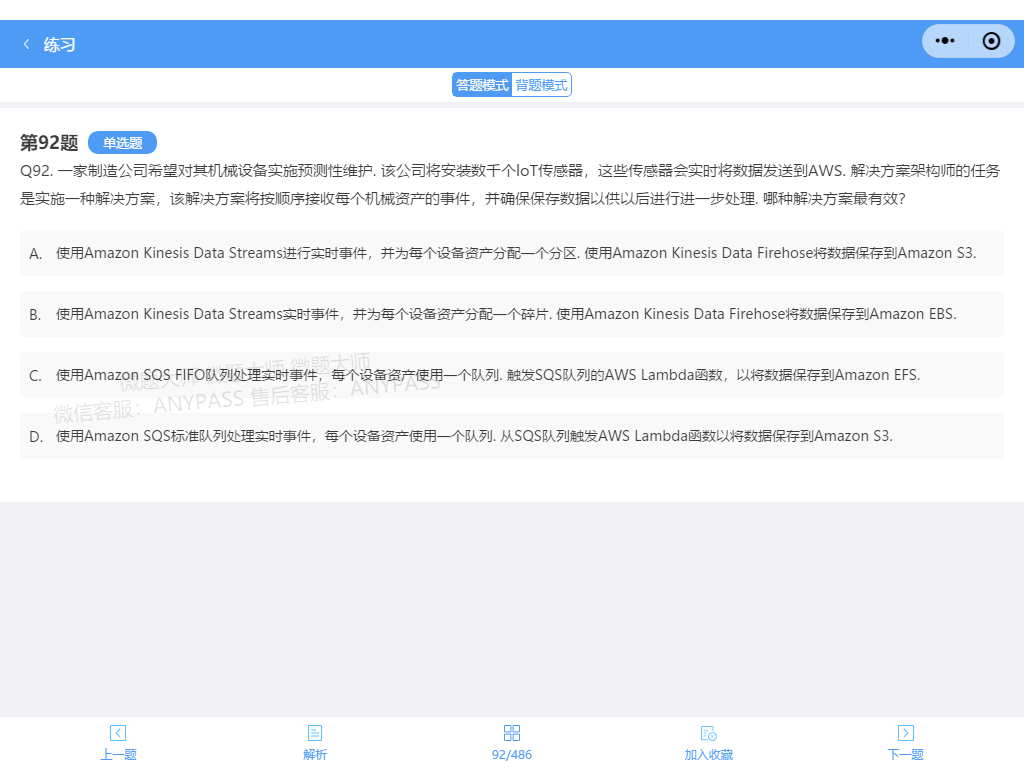 练习
答题模式 背题模式
第92题 单选题
Q92. 一家制造公司希望对其机械设备实施预测性维护. 该公司将安装数千个IoT传感器，这些传感器会实时将数据发送到AWS. 解决方案架构师的任务
是实施一种解决方案，该解决方案将按顺序接收每个机械资产的事件，并确保保存数据以供以后进行进一步处理. 哪种解决方案最有效？
A. 使用Amazon Kinesis Data Streams进行实时事件，并为每个设备资产分配一个分区. 使用Amazon Kinesis Data Firehose将数据保存到Amazon S3.
B. 使用Amazon Kinesis Data Streams实时事件，并为每个设备资产分配一个碎片. 使用Amazon Kinesis Data Firehose将数据保存到Amazon EBS.
C. 使用Amazon SQS FIFO队列处理实时事件，每个设备资产使用一个队列. 触发SQS队列的AWS Lambda函数，以将数据保存到Amazon EFS.
微题大师 微题大师 微题大师
微信客服：ANYPASS 售后客服：ANYPASS
D. 使用Amazon SQS标准队列处理实时事件，每个设备资产使用一个队列. 从SQS队列触发AWS Lambda函数以将数据保存到Amazon S3.
上一题 解析 92/486 加入收藏 下一题